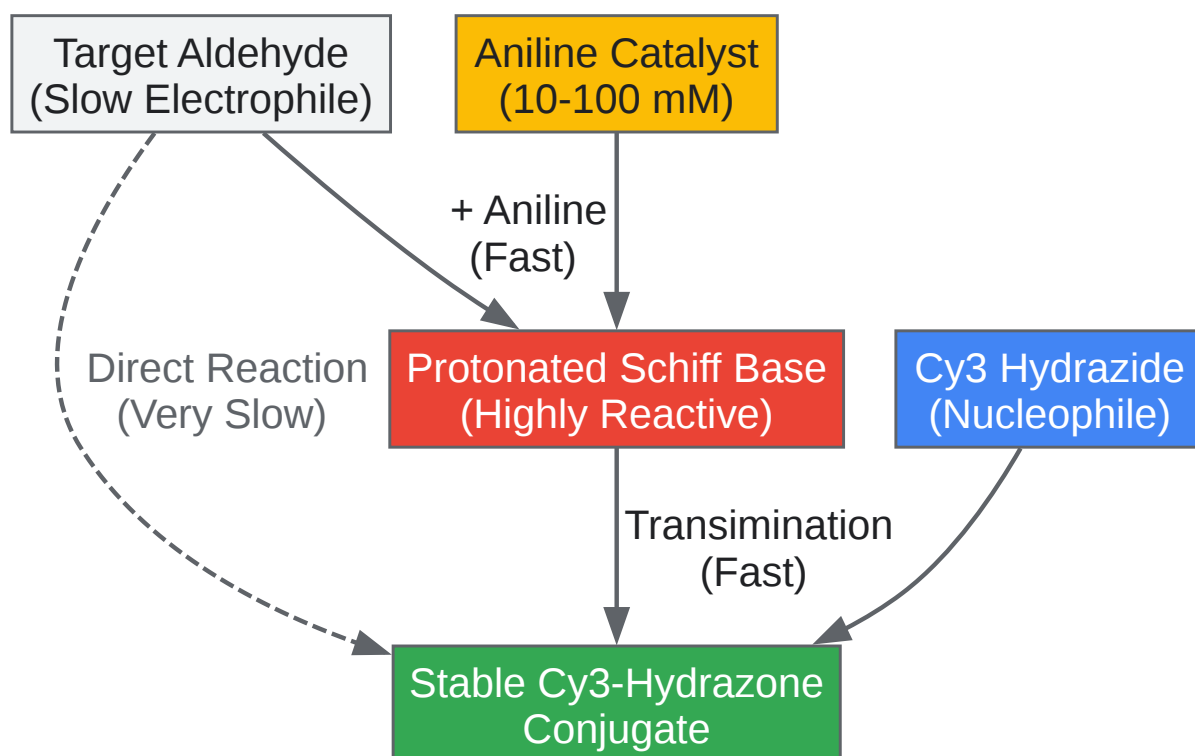 Target Aldehyde
(Slow Electrophile)
Aniline Catalyst
(10-100 mM)
+ Aniline
(Fast)
Direct Reaction
(Very Slow)
Protonated Schiff Base
(Highly Reactive)
Cy3 Hydrazide
(Nucleophile)
Transimination
(Fast)
Stable Cy3-Hydrazone
Conjugate